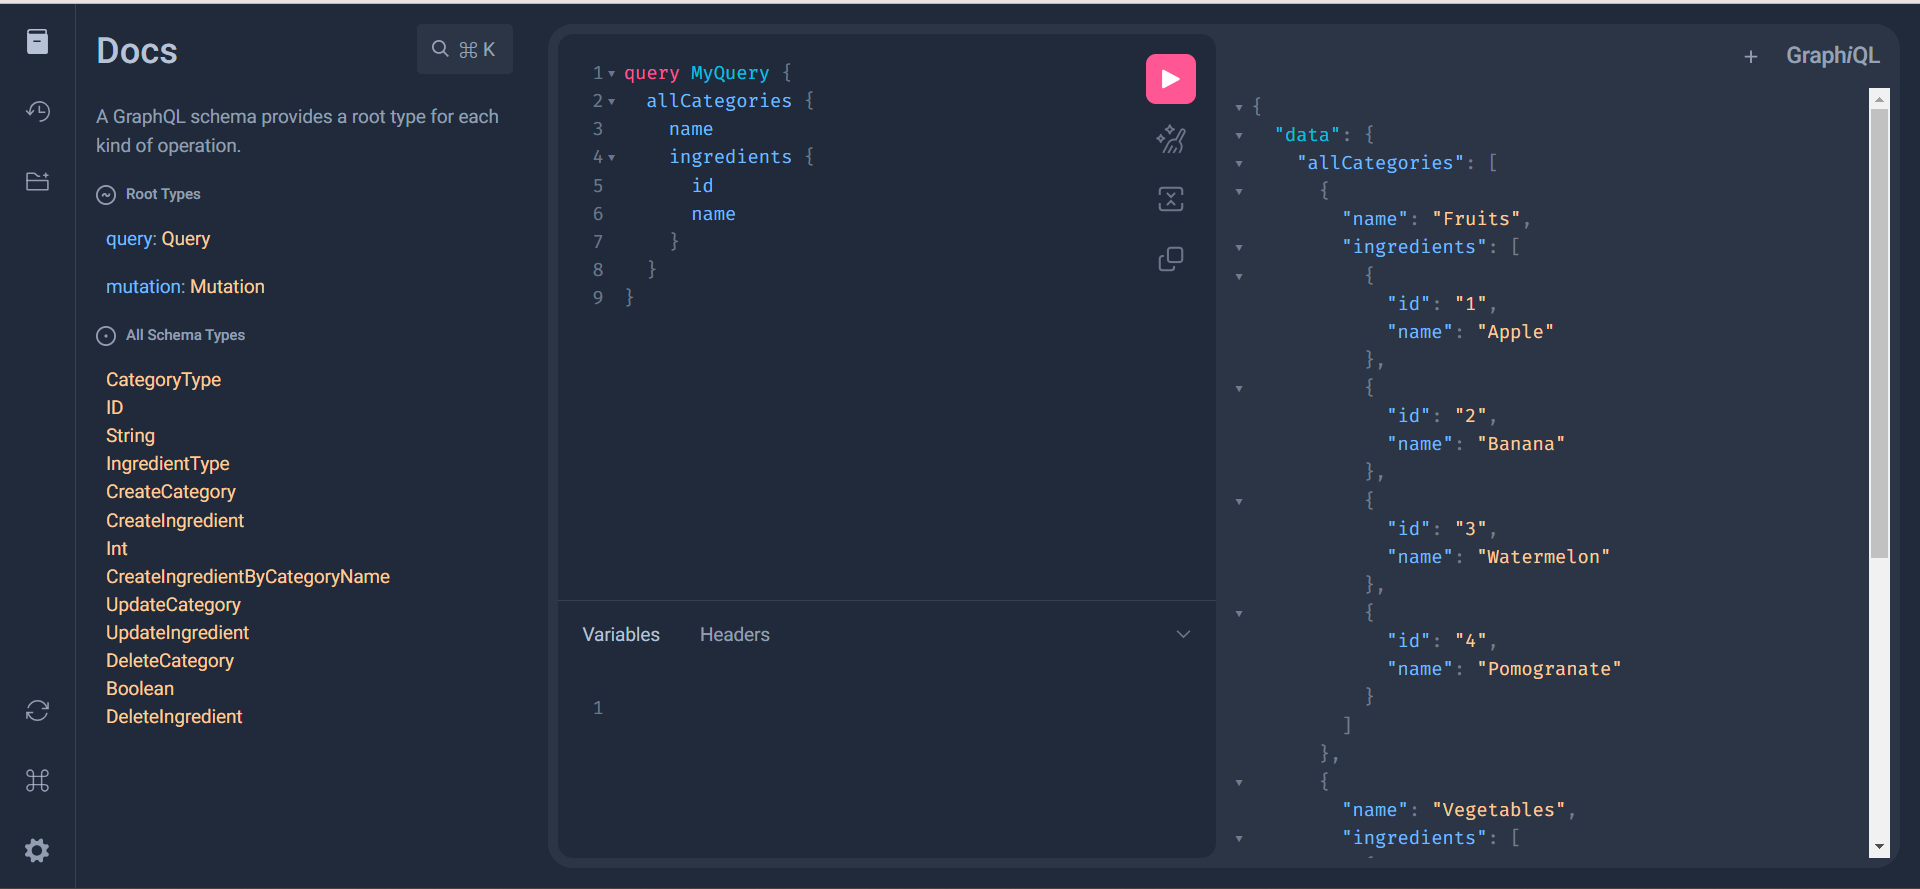 Docs
⌘ K
A GraphQL schema provides a root type for each
kind of operation.
Root Types
query: Query
mutation: Mutation
All Schema Types
CategoryType
ID
String
IngredientType
CreateCategory
CreateIngredient
Int
CreateIngredientByCategoryName
UpdateCategory
UpdateIngredient
DeleteCategory
Boolean
DeleteIngredient
1 query MyQuery {
2 allCategories {
3 name
4 ingredients {
5 id
6 name
7 }
8 }
9 }
Variables Headers
1
+ GraphiQL
{
"data": {
"allCategories": [
{
"name": "Fruits",
"ingredients": [
{
"id": "1",
"name": "Apple"
},
{
"id": "2",
"name": "Banana"
},
{
"id": "3",
"name": "Watermelon"
},
{
"id": "4",
"name": "Pomogranate"
}
]
},
{
"name": "Vegetables",
"ingredients": [